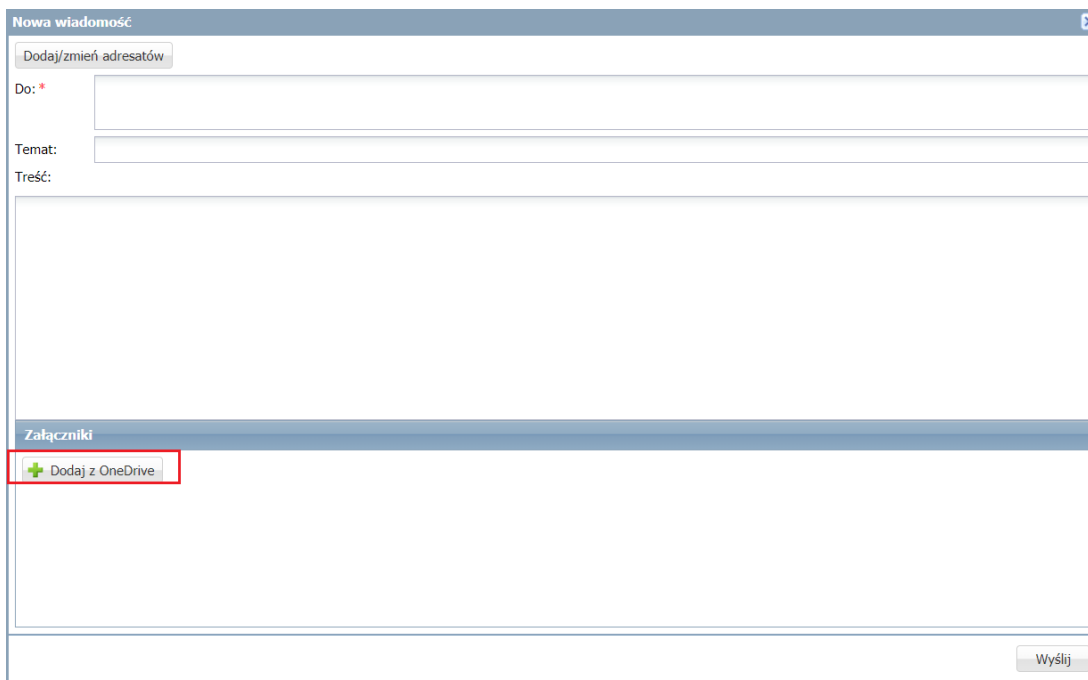 Nowa wiadomość
Dodaj/zmień adresatów
Do: *
Temat:
Treść:
Załączniki
Dodaj z OneDrive
Wyślij